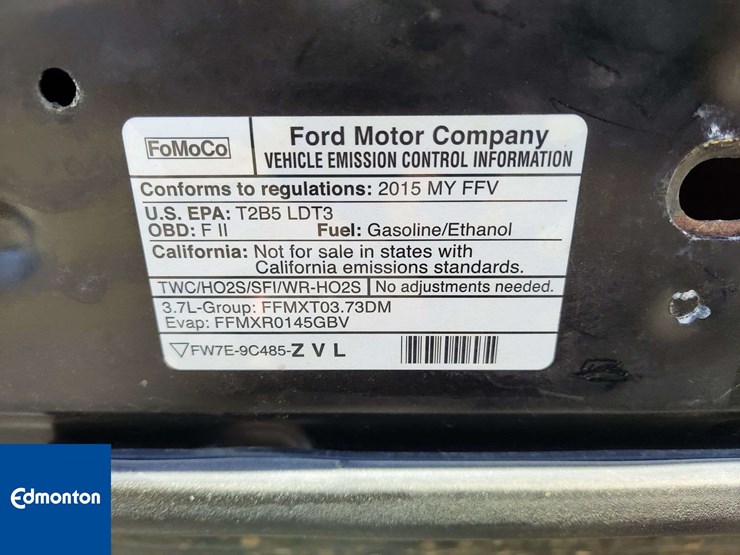 FoMoCo
Ford Motor Company
VEHICLE EMISSION CONTROL INFORMATION
Conforms to regulations: 2015 MY FFV
U.S. EPA: T2B5 LDT3
OBD: F II Fuel: Gasoline/Ethanol
California: Not for sale in states with
California emissions standards.
TWC/HO2S/SFI/WR-HO2S No adjustments needed.
3.7L-Group: FFMXT03.73DM
Evap: FFMXR0145GBV
FW7E-9C485-Z V L
Edmonton